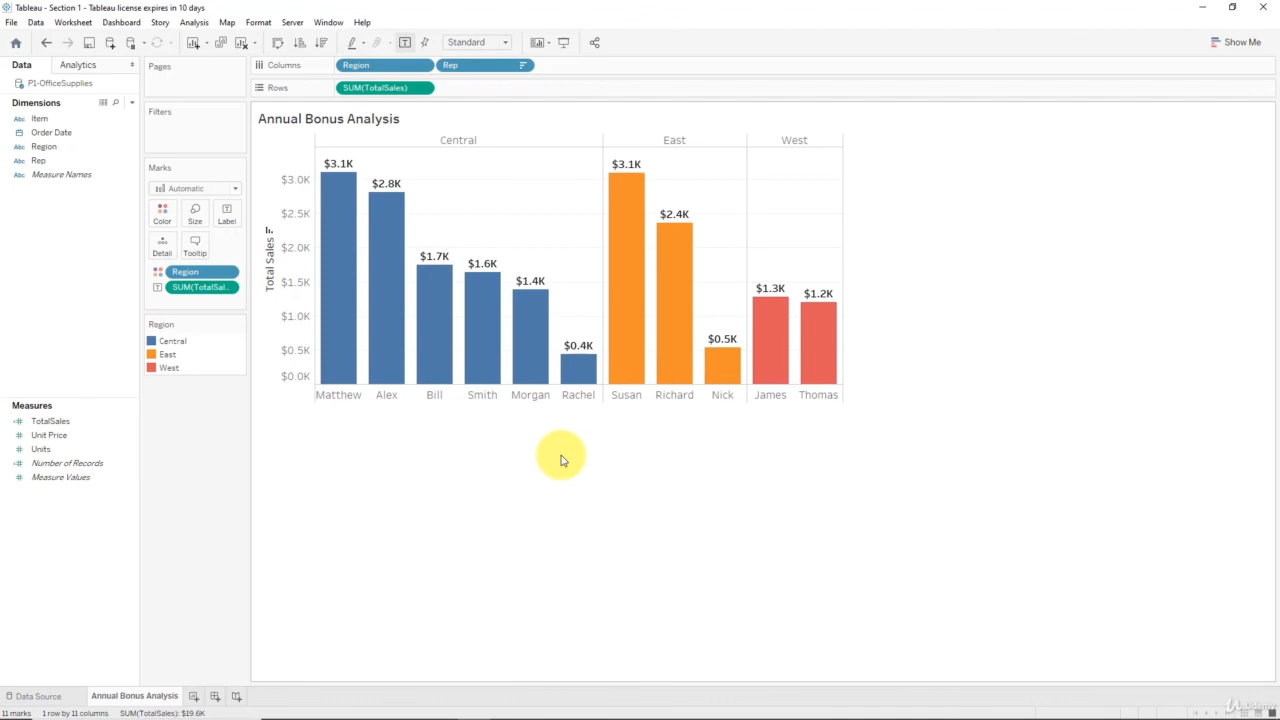 Tableau - Section 1 - Tableau license expires in 10 days
File Data Worksheet Dashboard Story Analysis Map Format Server Window Help
Standard
Show Me
Data Analytics
P1-OfficeSupplies
Dimensions
Abc Item
Order Date
Abc Region
Abc Rep
Abc Measure Names
Measures
TotalSales
Unit Price
Units
Number of Records
Measure Values
Pages
Filters
Marks
Automatic
Color Size Label
Detail Tooltip
Region
SUM(TotalSal..
Region
Central
East
West
Columns Region Rep
Rows SUM(TotalSales)
Annual Bonus Analysis
Central East West
Total Sales
$3.0K
$2.5K
$2.0K
$1.5K
$1.0K
$0.5K
$0.0K
$3.1K $2.8K $1.7K $1.6K $1.4K $0.4K $3.1K $2.4K $0.5K $1.3K $1.2K
Matthew Alex Bill Smith Morgan Rachel Susan Richard Nick James Thomas
Data Source Annual Bonus Analysis
11 marks 1 row by 11 columns SUM(TotalSales): $19.6K
Udemy